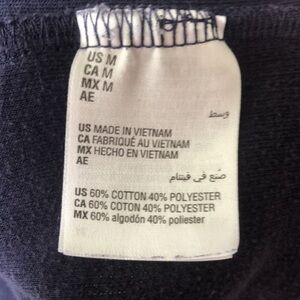 US M
CA M
MX M
AE
وسط
US MADE IN VIETNAM
CA FABRIQUÉ AU VIETNAM
MX HECHO EN VIETNAM
AE
صنع في فيتنام
US 60% COTTON 40% POLYESTER
CA 60% COTON 40% POLYESTER
MX 60% algodón 40% poliester